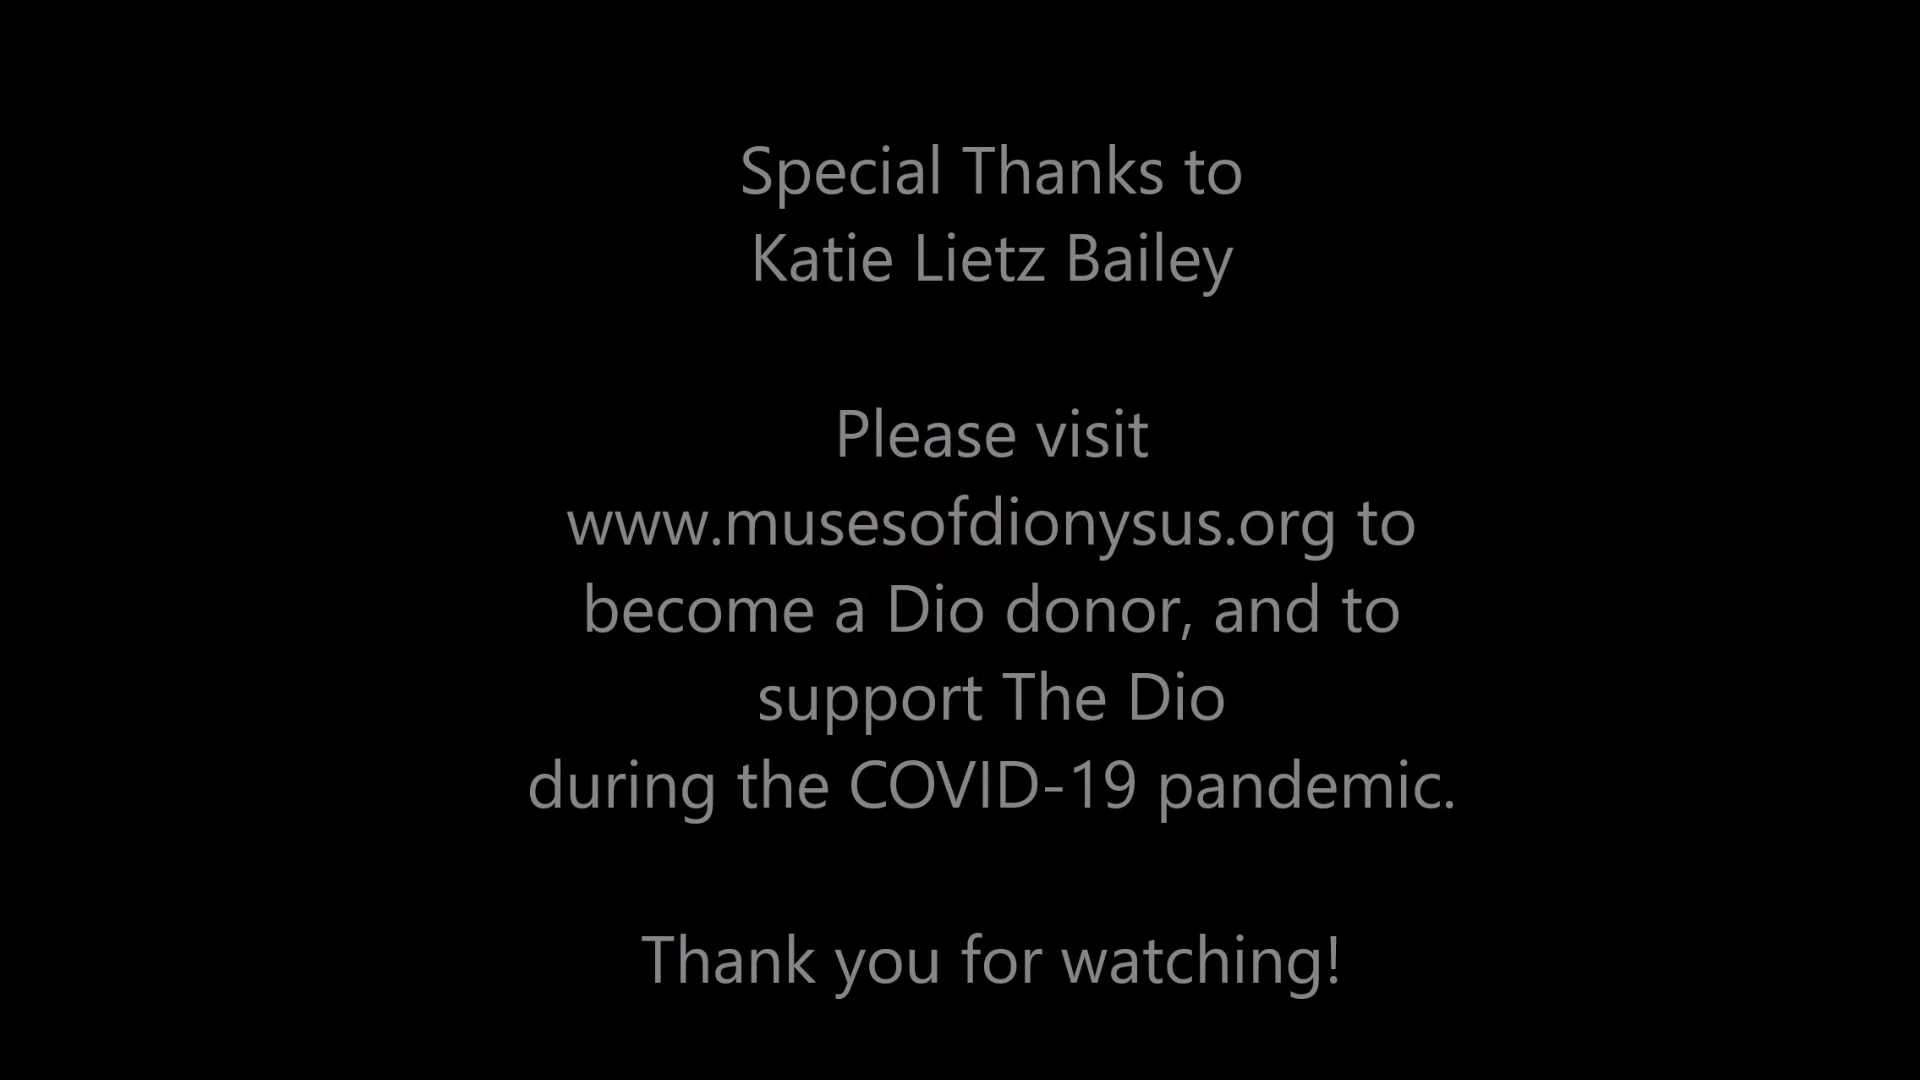 Special Thanks to
Katie Lietz Bailey
Please visit
www.musesofdionysus.org to
become a Dio donor, and to
support The Dio
during the COVID-19 pandemic.
Thank you for watching!